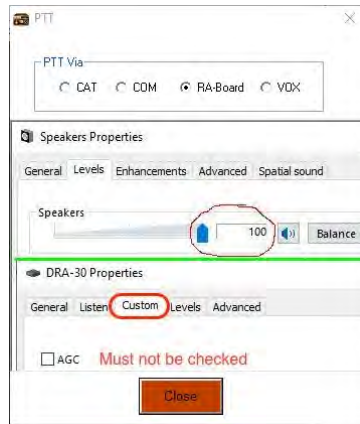 PTT
PTT Via
CAT COM RA-Board VOX
Speakers Properties
General Levels Enhancements Advanced Spatial sound
Speakers
100 Balance
DRA-30 Properties
General Listen Custom Levels Advanced
AGC Must not be checked
Close